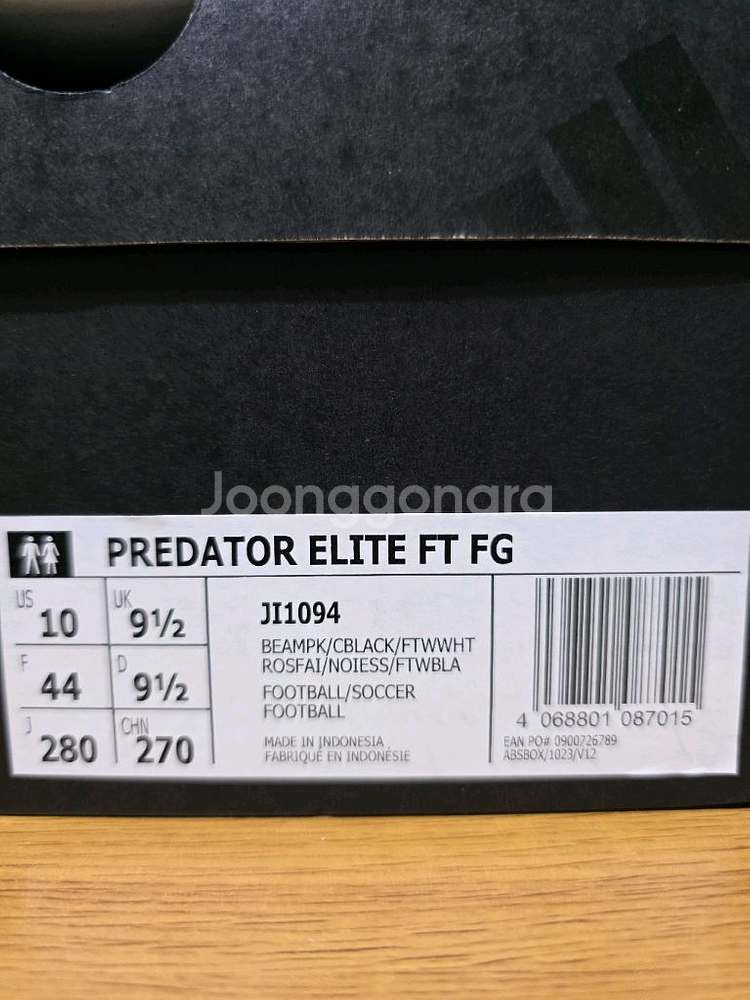 Joonggonara
PREDATOR ELITE FT FG
US 10 UK 9½
F 44 D 9½
J 280 CHN 270
JI1094
BEAMPK/CBLACK/FTWWHT
ROSFAI/NOIESS/FTWBLA
FOOTBALL/SOCCER
FOOTBALL
MADE IN INDONESIA
FABRIQUÉ EN INDONÉSIE
4 068801 087015
EAN PO# 0900726789
ABSBOX/1023/V12